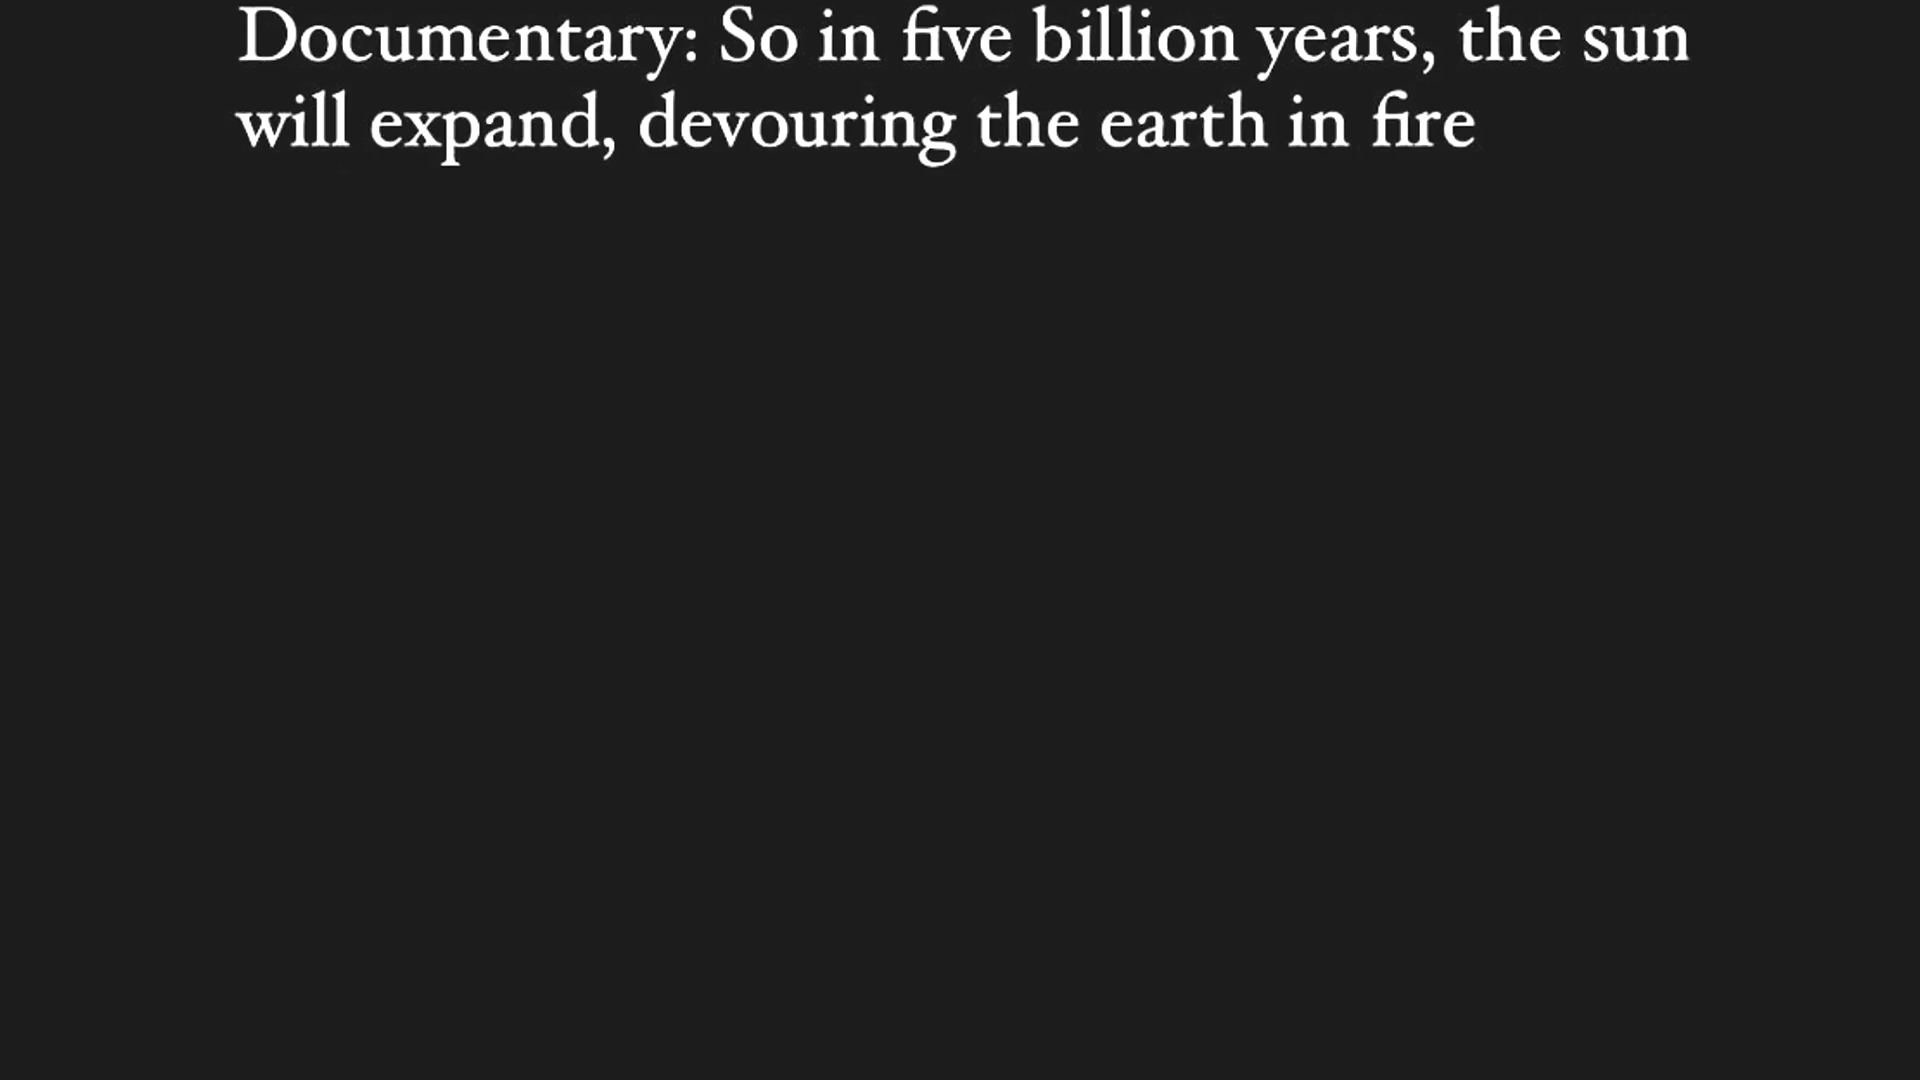 Documentary: So in five billion years, the sun
will expand, devouring the earth in fire